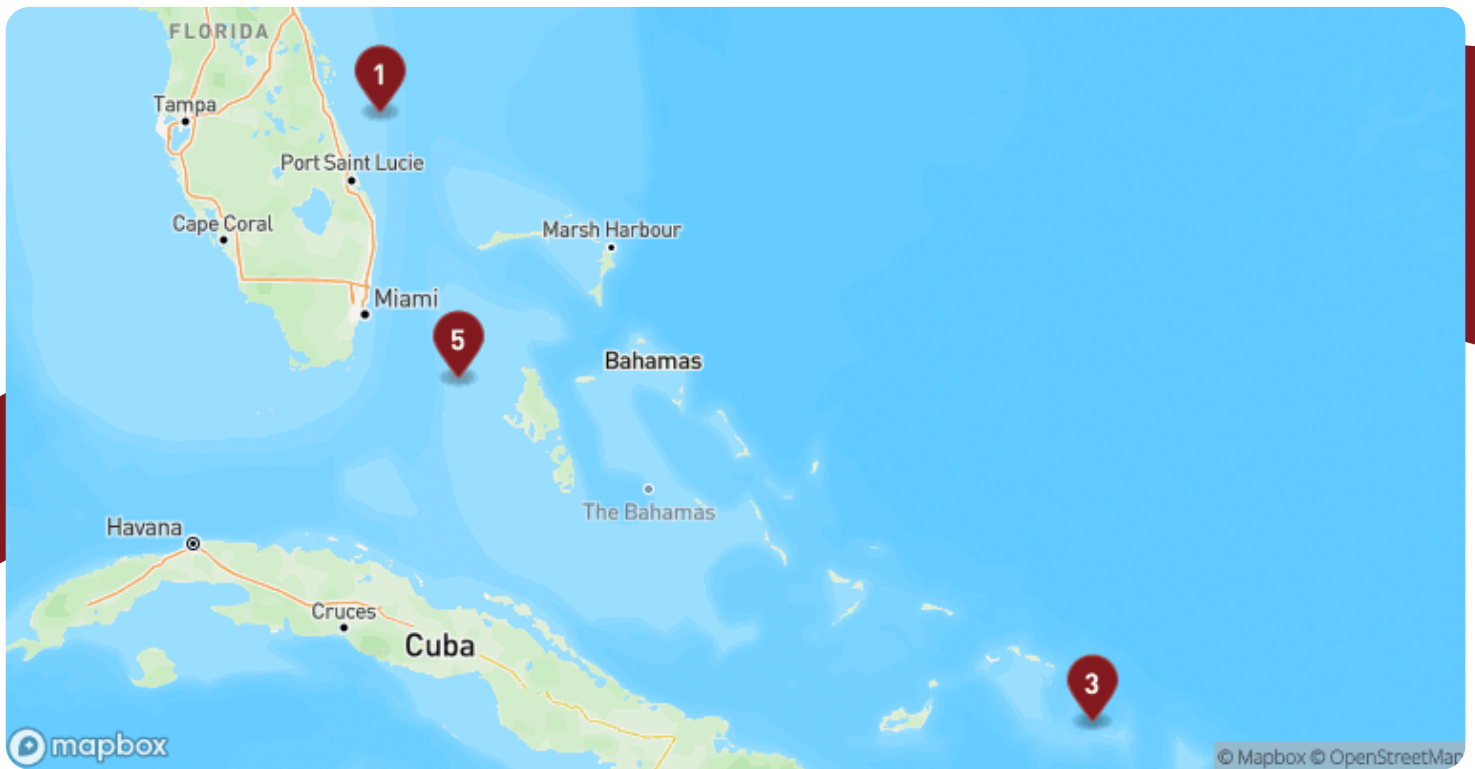 FLORIDA
1
Tampa
Port Saint Lucie
Cape Coral
Marsh Harbour
Miami
5
Bahamas
The Bahamas
Havana
Cruces
Cuba
3
mapbox
© Mapbox © OpenStreetMap